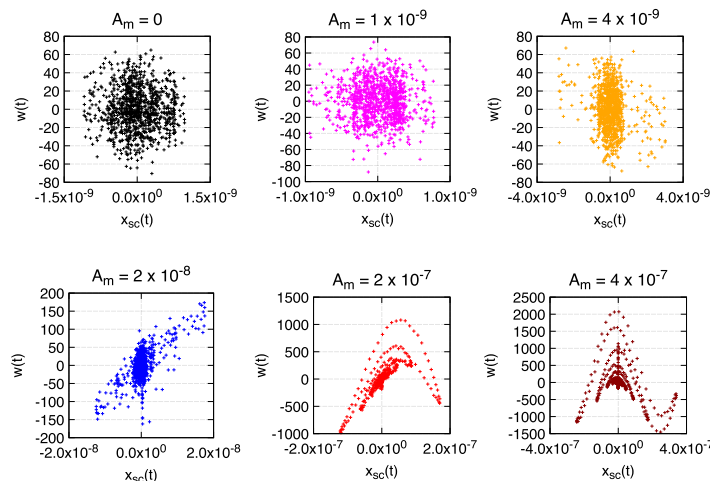 A_m = 0
A_m = 1 x 10^-9
A_m = 4 x 10^-9
80
60
40
20
0
-20
-40
-60
-80
w(t)
-1.5x10^-9
0.0x10^0
1.5x10^-9
x_sc(t)
80
60
40
20
0
-20
-40
-60
-80
-100
w(t)
-1.0x10^-9
0.0x10^0
1.0x10^-9
x_sc(t)
80
60
40
20
0
-20
-40
-60
-80
w(t)
-4.0x10^-9
0.0x10^0
4.0x10^-9
x_sc(t)
A_m = 2 x 10^-8
A_m = 2 x 10^-7
A_m = 4 x 10^-7
200
150
100
50
0
-50
-100
-150
-200
w(t)
-2.0x10^-8
0.0x10^0
2.0x10^-8
x_sc(t)
1500
1000
500
0
-500
-1000
w(t)
-2.0x10^-7
0.0x10^0
2.0x10^-7
x_sc(t)
2500
2000
1500
1000
500
0
-500
-1000
1500
w(t)
-4.0x10^-7
0.0x10^0
4.0x10^-7
x_sc(t)